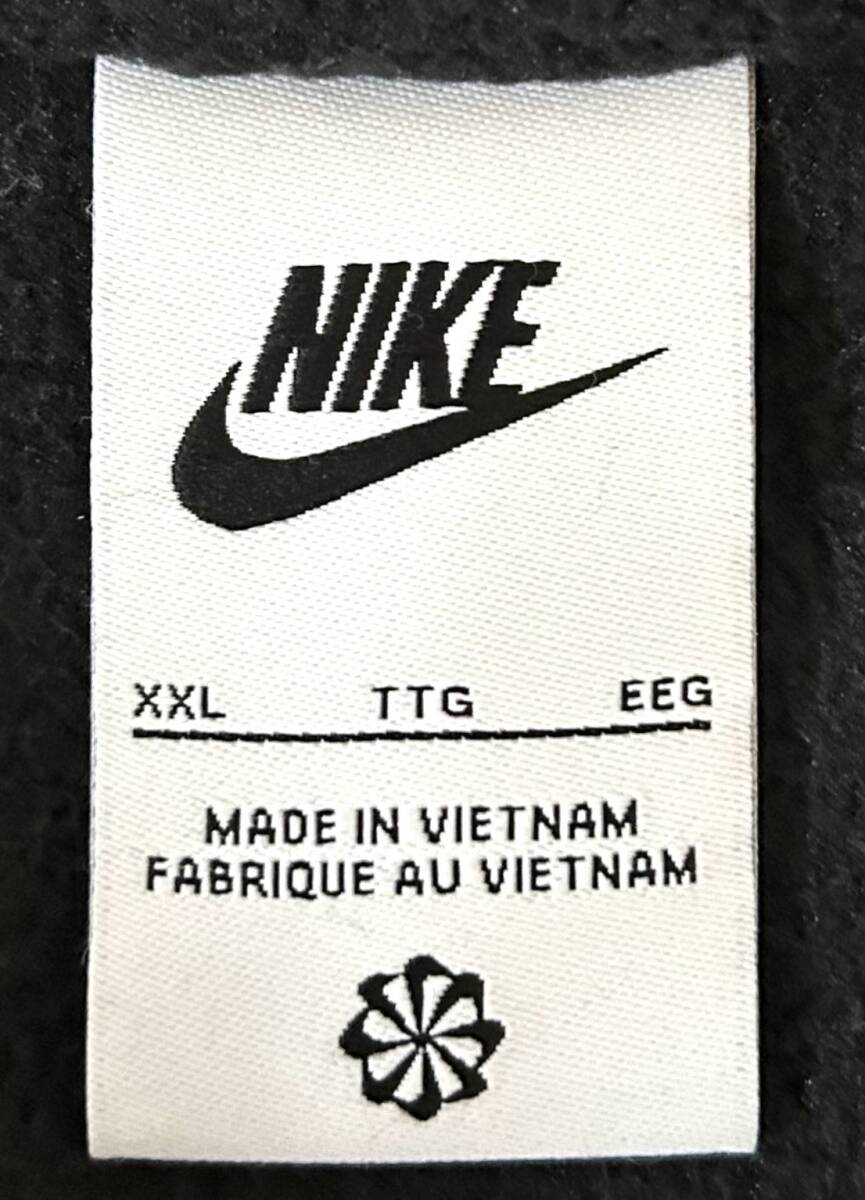 NIKE
XXL TTG EEG
MADE IN VIETNAM
FABRIQUE AU VIETNAM